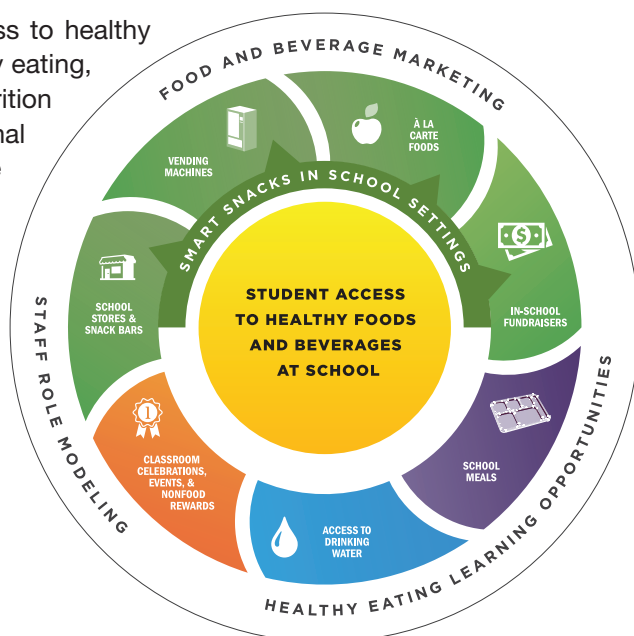 ss to healthy
y eating,
rition
nal
FOOD AND BEVERAGE MARKETING
VENDING
MACHINES
À LA
CARTE
FOODS
SMART SNACKS IN SCHOOL SETTINGS
$
IN-SCHOOL
FUNDRAISERS
SCHOOL
STORES &
SNACK BARS
STUDENT ACCESS
TO HEALTHY FOODS
AND BEVERAGES
AT SCHOOL
STAFF ROLE MODELING
1
CLASSROOM
CELEBRATIONS,
EVENTS, &
NONFOOD
REWARDS
SCHOOL
MEALS
ACCESS TO
DRINKING
WATER
HEALTHY EATING LEARNING OPPORTUNITIES